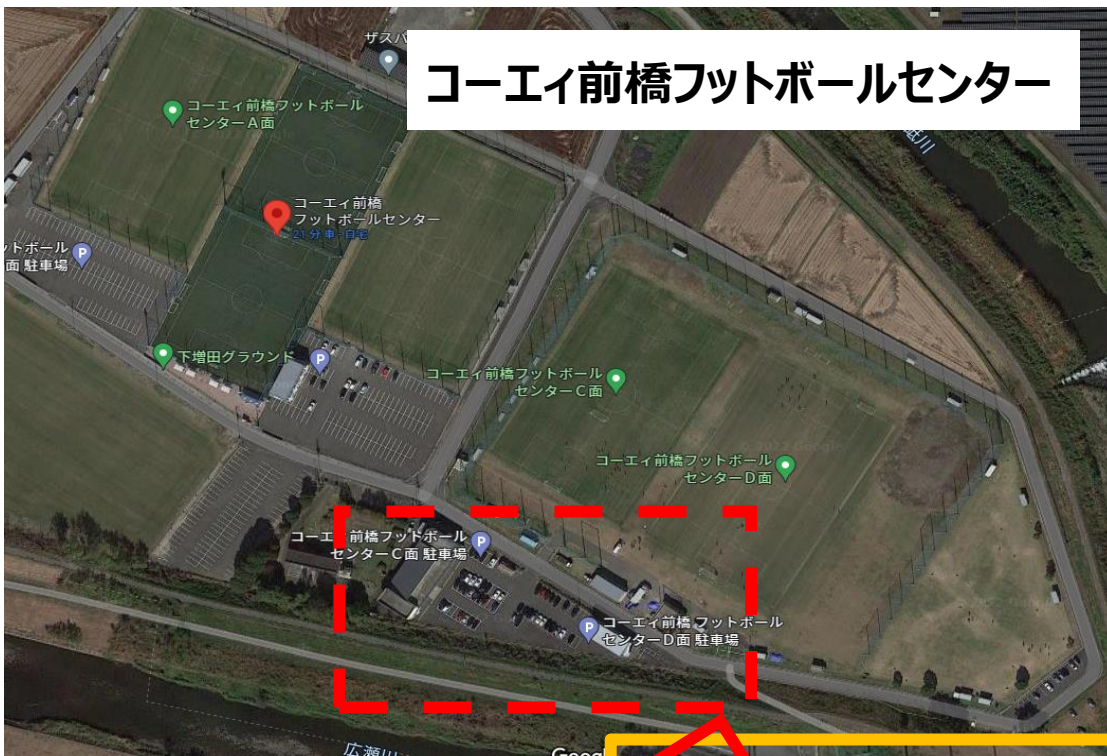 コーエィ前橋フットボールセンター
ザスパ
コーエィ前橋フットボール
センターA面
コーエィ前橋
フットボールセンター
21 分 車 - 自宅
ットボール
面 駐車場
下増田グラウンド
コーエィ前橋フットボール
センターC面
コーエィ前橋フットボール
センターD面
コーエィ前橋フットボール
センターC面 駐車場
コーエィ前橋 フットボール
センターD面 駐車場
広瀬川
Googl
P
P
P
P